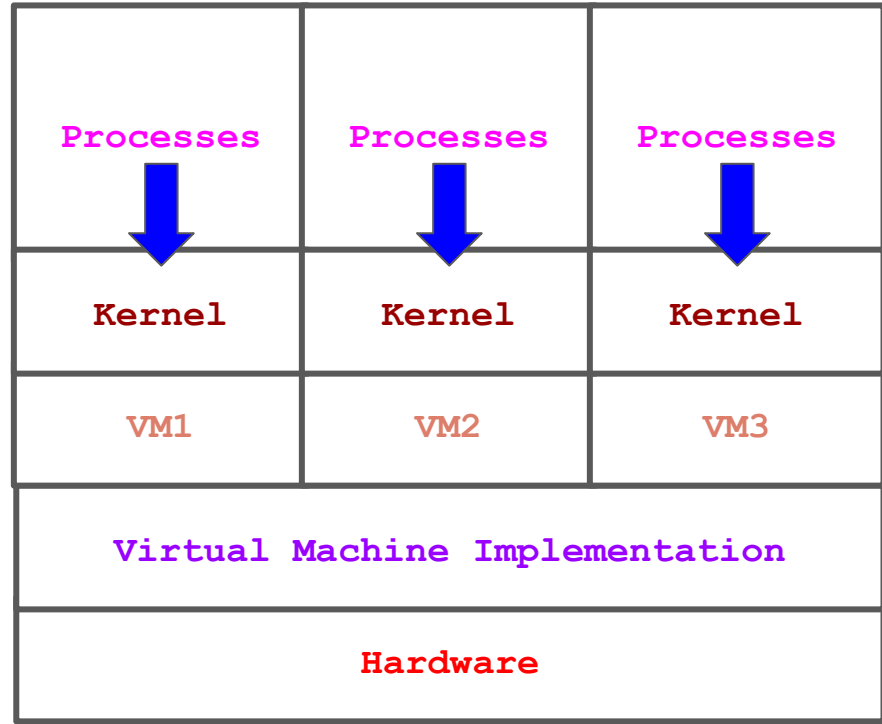 Processes Processes Processes
Kernel Kernel Kernel
VM1 VM2 VM3
Virtual Machine Implementation
Hardware